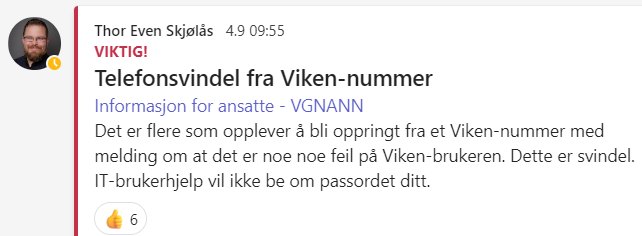 Thor Even Skjølås 4.9 09:55
VIKTIG!
Telefonsvindel fra Viken-nummer
Informasjon for ansatte - VGNANN
Det er flere som opplever å bli oppringt fra et Viken-nummer med
melding om at det er noe noe feil på Viken-brukeren. Dette er svindel.
IT-brukerhjelp vil ikke be om passordet ditt.
6